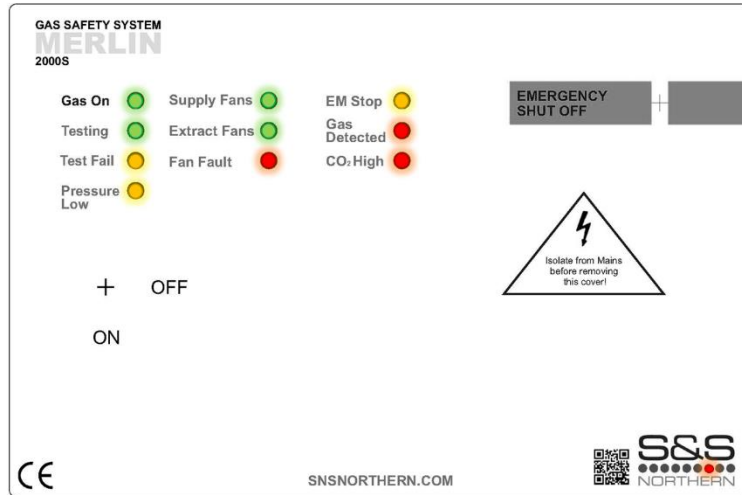 GAS SAFETY SYSTEM
MERLIN
2000S
Gas On
Supply Fans
EM Stop
Testing
Extract Fans
Gas
Detected
Test Fail
Fan Fault
CO₂ High
Pressure
Low
EMERGENCY
SHUT OFF
Isolate from Mains
before removing
this cover!
+ OFF
ON
CE
SNSNORTHERN.COM
S&S
NORTHERN